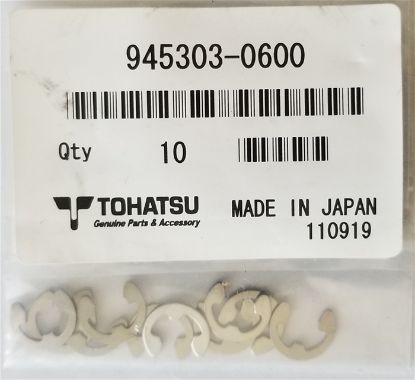 945303-0600
Qty 10
TOHATSU
Genuine Parts & Accessory
MADE IN JAPAN
110919